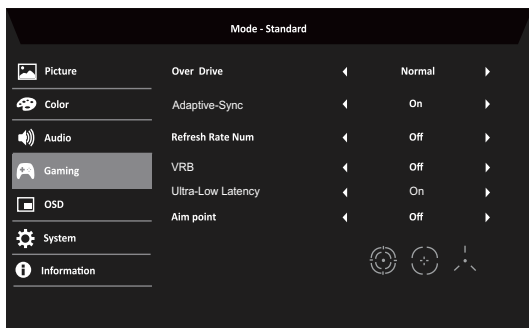 Mode - Standard
Picture
Over Drive Normal
Color
Adaptive-Sync On
Audio
Refresh Rate Num Off
Gaming
VRB Off
Ultra-Low Latency On
OSD
Aim point Off
System
Information